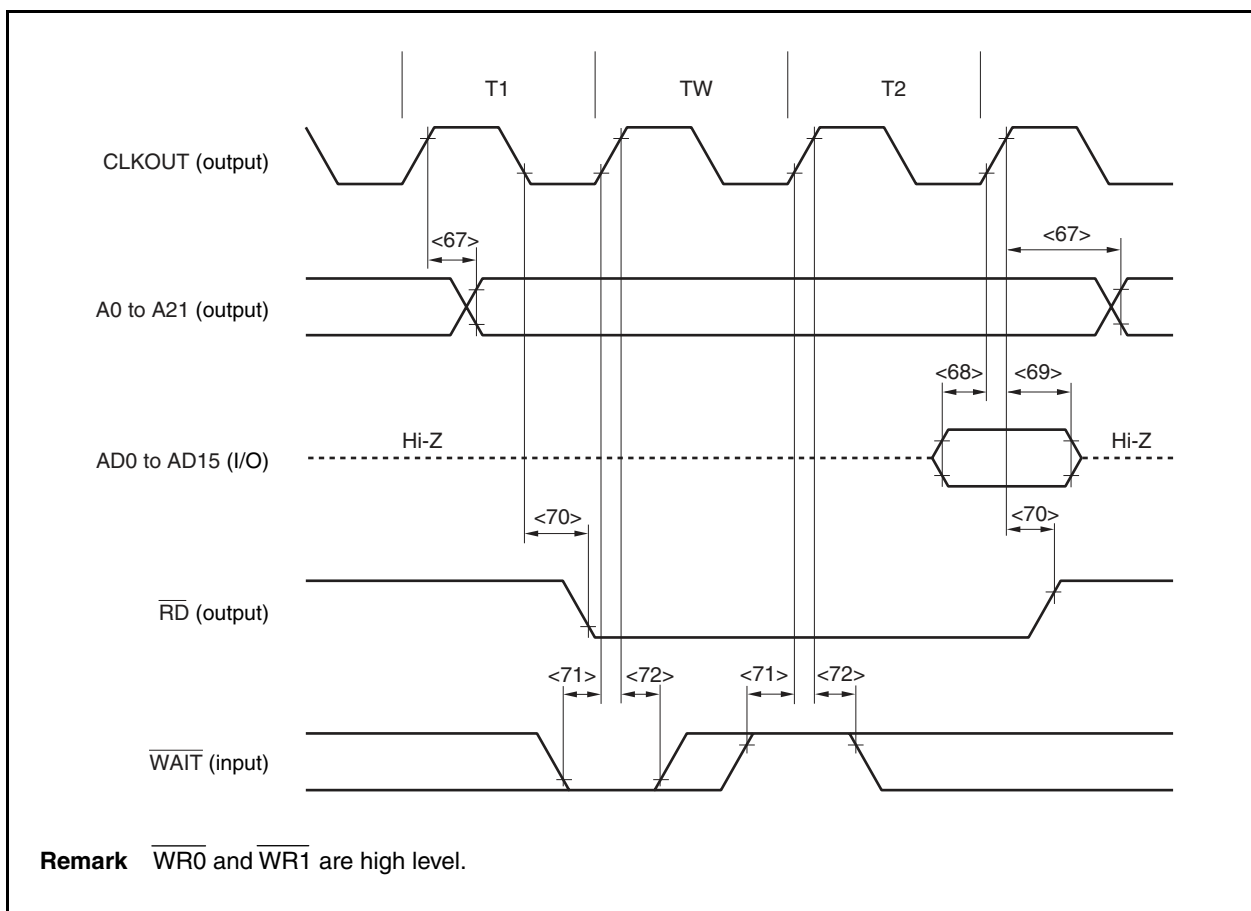 T1 TW T2
CLKOUT (output)
<67> <67>
A0 to A21 (output)
<68> <69>
Hi-Z Hi-Z
AD0 to AD15 (I/O)
<70> <70>
RD (output)
<71> <72> <71> <72>
WAIT (input)
Remark WR0 and WR1 are high level.